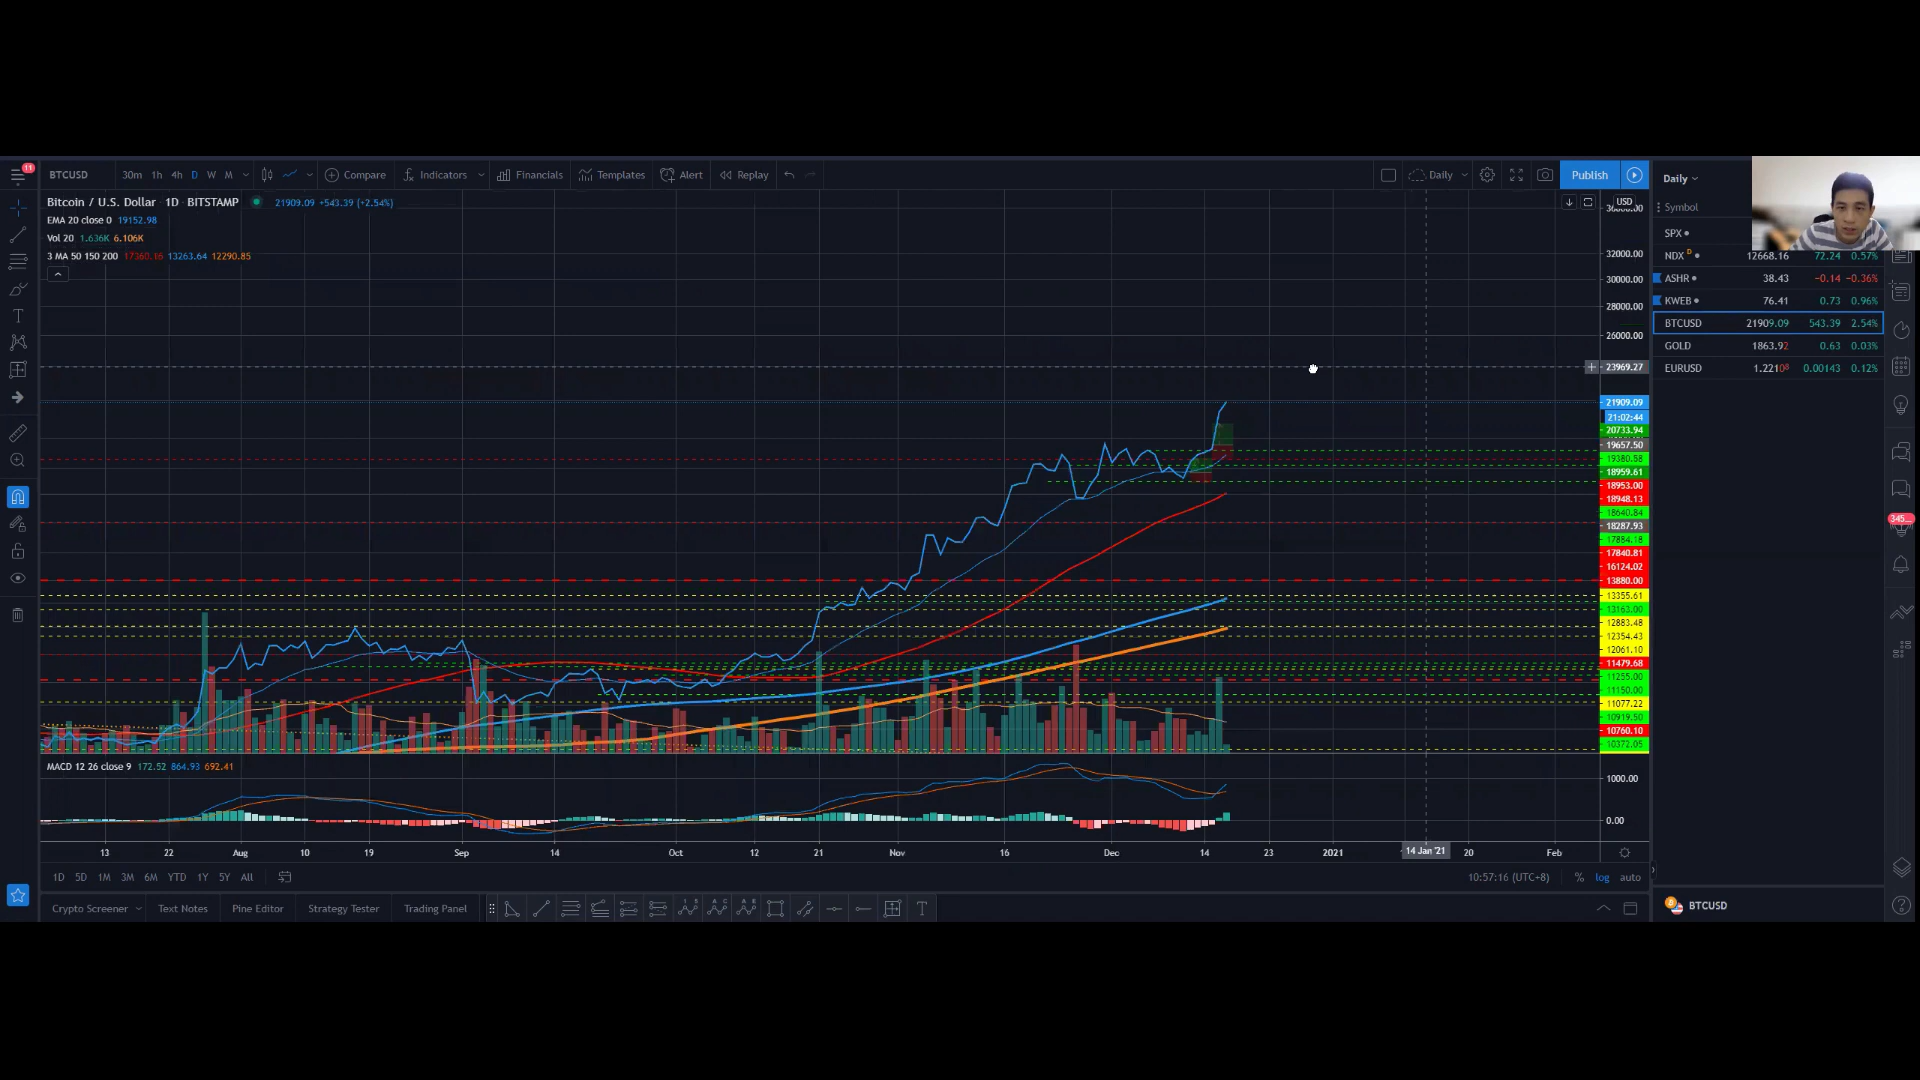 11
BTCUSD 30m 1h 4h D W M Compare Indicators Financials Templates Alert Replay Daily Publish
Bitcoin / U.S. Dollar · 1D · BITSTAMP 21909.09 +543.39 (+2.54%)
EMA 20 close 0 19152.98
Vol 20 1.636K 6.106K
3 MA 50 150 200 17360.16 13263.64 12290.85
USD
32000.00
30000.00
28000.00
26000.00
23969.27
21909.09
21:02:44
20733.94
19657.50
19380.58
18959.61
18953.00
18948.13
18640.84
18287.93
17884.18
17840.81
16124.02
13880.00
13355.61
13163.00
12883.48
12354.43
12061.10
11479.68
11255.00
11150.00
11077.22
10919.50
10760.10
10372.05
MACD 12 26 close 9 172.52 864.93 692.41
1000.00
0.00
13 22 Aug 10 19 Sep 14 Oct 12 21 Nov 16 Dec 14 23 2021 14 Jan '21 20 Feb
1D 5D 1M 3M 6M YTD 1Y 5Y All 10:57:16 (UTC+8) % log auto
Crypto Screener Text Notes Pine Editor Strategy Tester Trading Panel
Daily
Symbol
SPX
NDX D 12668.16 72.24 0.57%
ASHR 38.43 −0.14 −0.36%
KWEB 76.41 0.73 0.96%
BTCUSD 21909.09 543.39 2.54%
GOLD 1863.92 0.63 0.03%
EURUSD 1.2210 0.00143 0.12%
345...
BTCUSD